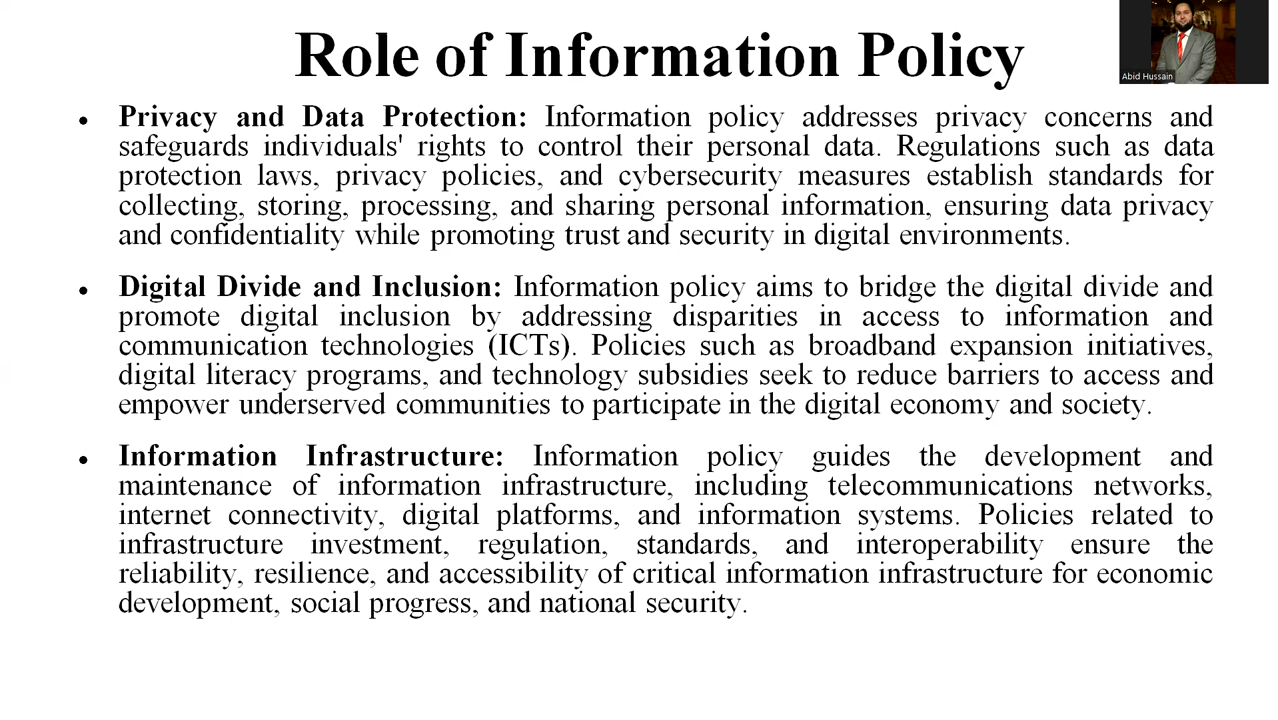 Role of Information Policy
Abid Hussain
• Privacy and Data Protection: Information policy addresses privacy concerns and
safeguards individuals' rights to control their personal data. Regulations such as data
protection laws, privacy policies, and cybersecurity measures establish standards for
collecting, storing, processing, and sharing personal information, ensuring data privacy
and confidentiality while promoting trust and security in digital environments.
• Digital Divide and Inclusion: Information policy aims to bridge the digital divide and
promote digital inclusion by addressing disparities in access to information and
communication technologies (ICTs). Policies such as broadband expansion initiatives,
digital literacy programs, and technology subsidies seek to reduce barriers to access and
empower underserved communities to participate in the digital economy and society.
• Information Infrastructure: Information policy guides the development and
maintenance of information infrastructure, including telecommunications networks,
internet connectivity, digital platforms, and information systems. Policies related to
infrastructure investment, regulation, standards, and interoperability ensure the
reliability, resilience, and accessibility of critical information infrastructure for economic
development, social progress, and national security.